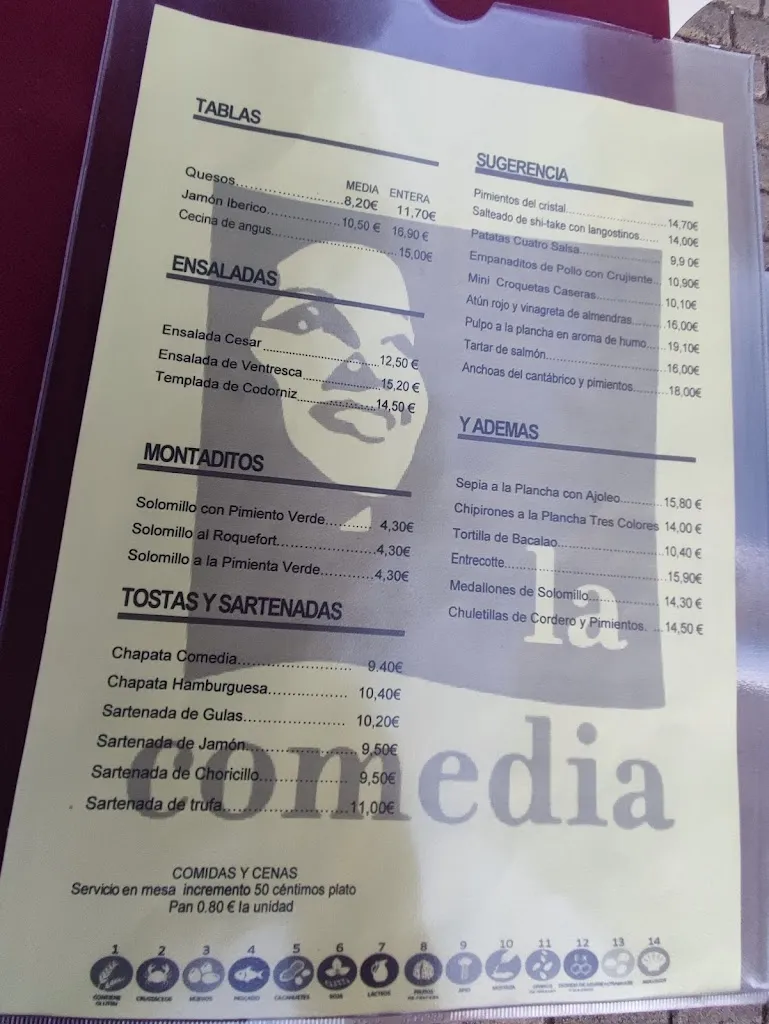 TABLAS
MEDIA ENTERA
Quesos..................8,20€ 11,70€
Jamón Iberico..............10,50 € 16,90 €
Cecina de angus..................15,00€
ENSALADAS
Ensalada Cesar..................12,50 €
Ensalada de Ventresca............15,20 €
Templada de Codorniz............14,50 €
MONTADITOS
Solomillo con Pimiento Verde........... 4,30€
Solomillo al Roquefort................4,30€
Solomillo a la Pimienta Verde...........4,30€
TOSTAS Y SARTENADAS
Chapata Comedia.................. 9.40€
Chapata Hamburguesa............... 10,40€
Sartenada de Gulas................ 10,20€
Sartenada de Jamón................ 9,50€
Sartenada de Choricillo.............. 9,50€
Sartenada de trufa..................11,00€
SUGERENCIA
Pimientos del cristal..................14,70€
Salteado de shi-take con langostinos..... 14,00€
Patatas Cuatro Salsa.................. 9,9 0€
Empanaditos de Pollo con Crujiente... 10,90€
Mini Croquetas Caseras.............. 10,10€
Atún rojo y vinagreta de almendras........16,00€
Pulpo a la plancha en aroma de humo.....19,10€
Tartar de salmón.................. 16,00€
Anchoas del cantábrico y pimientos........18,00€
Y ADEMAS
Sepia a la Plancha con Ajoleo.......... 15,80 €
Chipirones a la Plancha Tres Colores 14,00 €
Tortilla de Bacalao.................. 10,40 €
Entrecotte..................15,90€
Medallones de Solomillo.............. 14,30 €
Chuletillas de Cordero y Pimientos. ... 14,50 €
la
comedia
COMIDAS Y CENAS
Servicio en mesa incremento 50 céntimos plato
Pan 0.80 € la unidad
1 2 3 4 5 6 7 8 9 10 11 12 13 14
CONTIENE GLUTEN CRUSTACEOS HUEVOS PESCADO CACAHUETES SOJA LACTEOS APIO